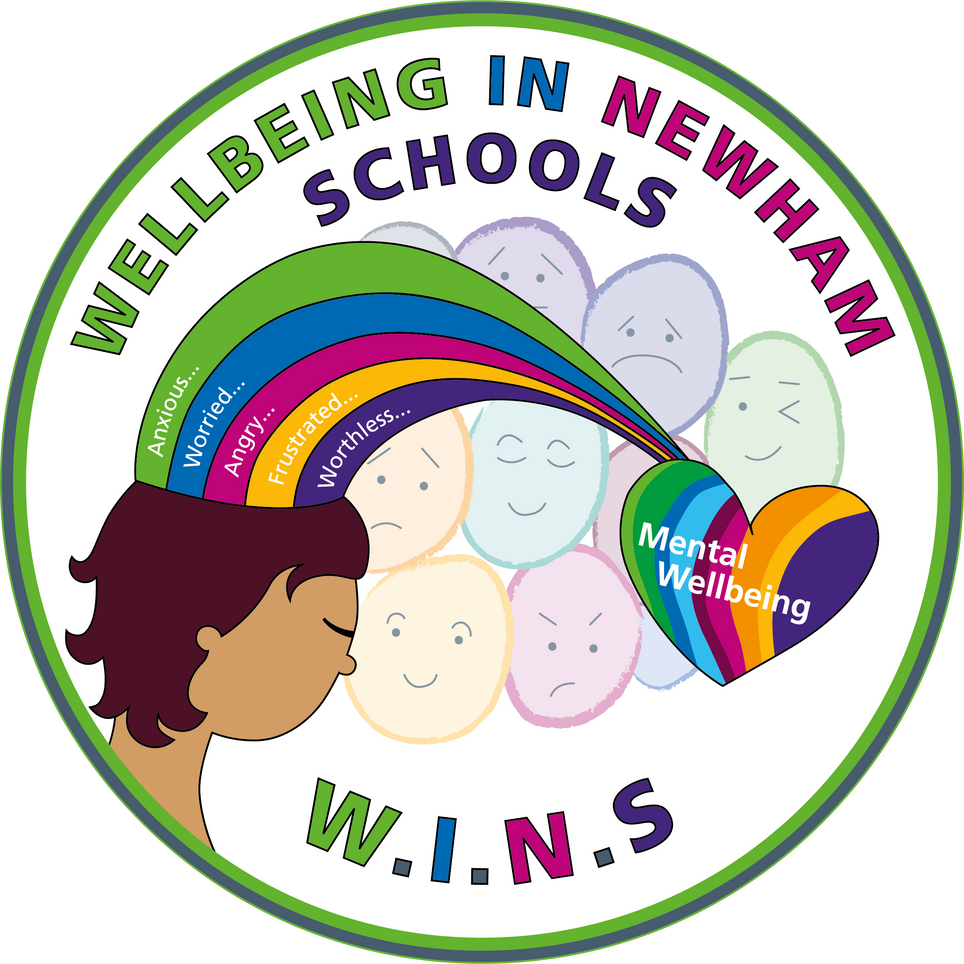 WELLBEING IN NEWHAM
SCHOOLS
Anxious...
Worried...
Angry...
Frustrated...
Worthless...
Mental
Wellbeing
W.I.N.S